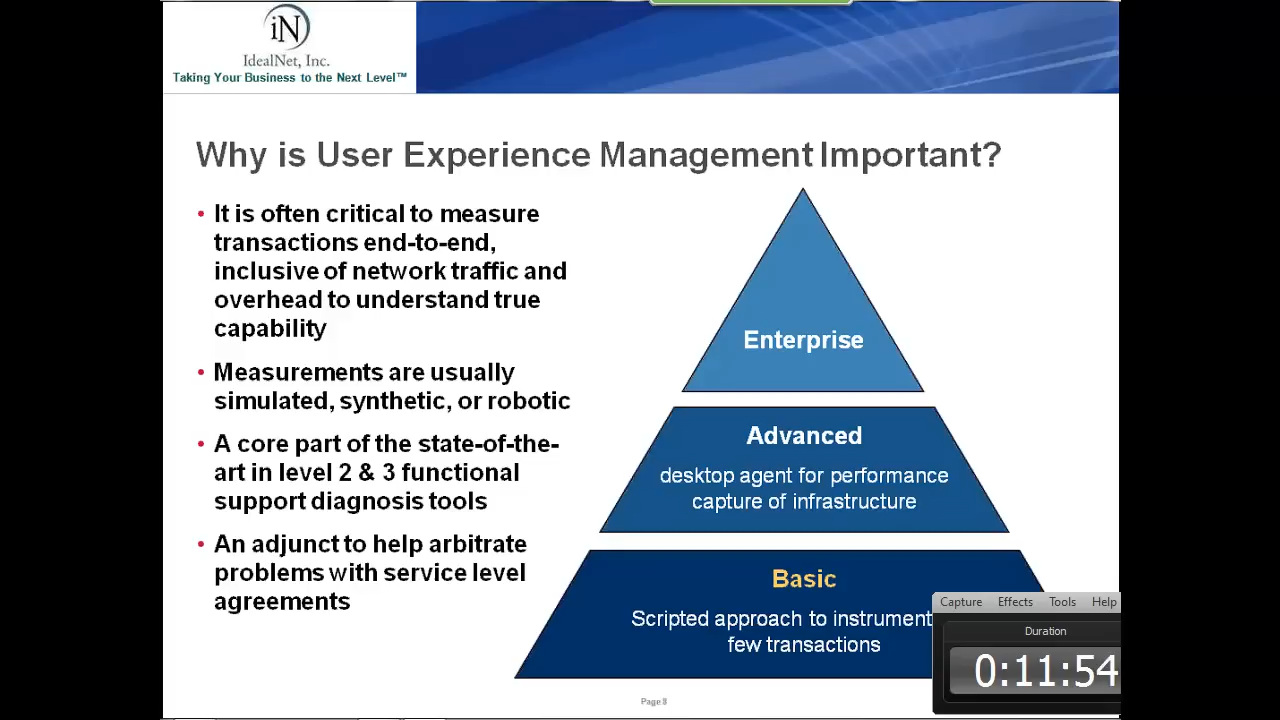 iN
IdealNet, Inc.
Taking Your Business to the Next Level™
Why is User Experience Management Important?
• It is often critical to measure
transactions end-to-end,
inclusive of network traffic and
overhead to understand true
capability
• Measurements are usually
simulated, synthetic, or robotic
• A core part of the state-of-the-
art in level 2 & 3 functional
support diagnosis tools
• An adjunct to help arbitrate
problems with service level
agreements
Enterprise
Advanced
desktop agent for performance
capture of infrastructure
Basic
Scripted approach to instrument
few transactions
Capture Effects Tools Help
Duration
0:11:54
Page 8